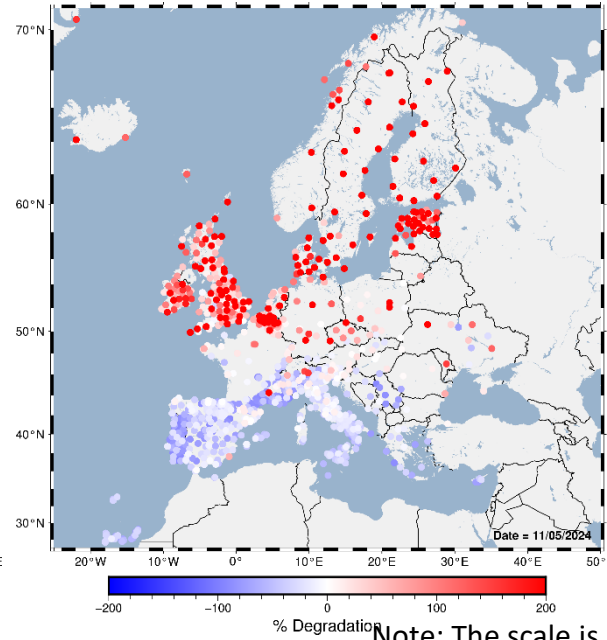 70°N
60°N
50°N
40°N
30°N
Date = 11/05/2024
20°W 10°W 0° 10°E 20°E 30°E 40°E 50°
−200 −100 0 100 200
% Degradation
Note: The scale is